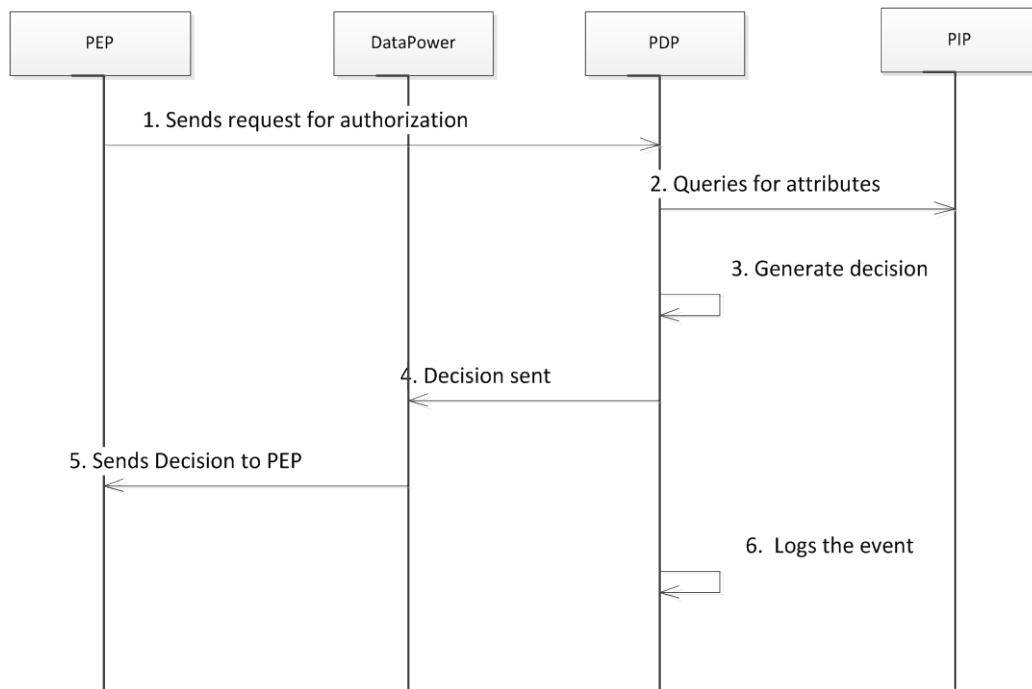 PEP
DataPower
PDP
PIP
1. Sends request for authorization
2. Queries for attributes
3. Generate decision
4. Decision sent
5. Sends Decision to PEP
6.  Logs the event